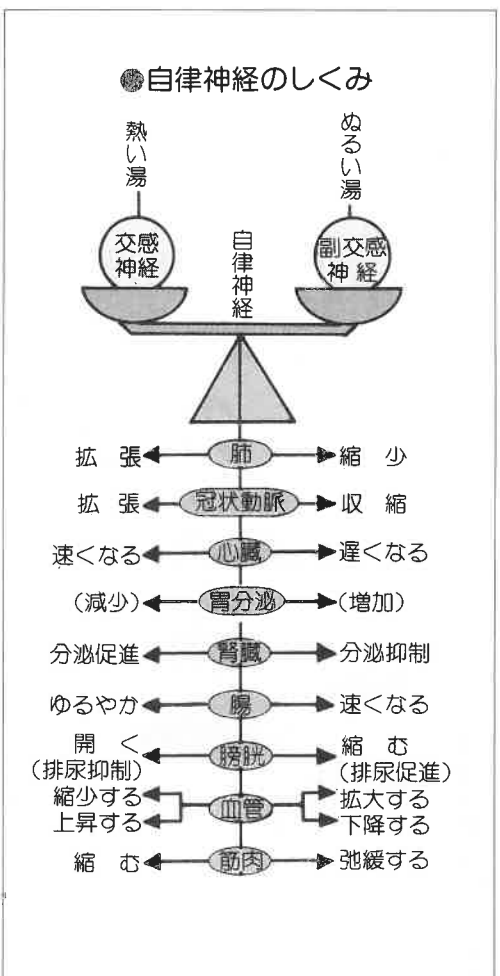 ●自律神経のしくみ
熱い湯
ぬるい湯
交感
神経
自律神経
副交感
神経
拡張 肺 縮少
拡張 冠状動脈 収縮
速くなる 心臓 遅くなる
(減少) 胃分泌 (増加)
分泌促進 腎臓 分泌抑制
ゆるやか 腸 速くなる
開く 膀胱 縮む
(排尿抑制) (排尿促進)
縮少する 血管 拡大する
上昇する 下降する
縮む 筋肉 弛緩する